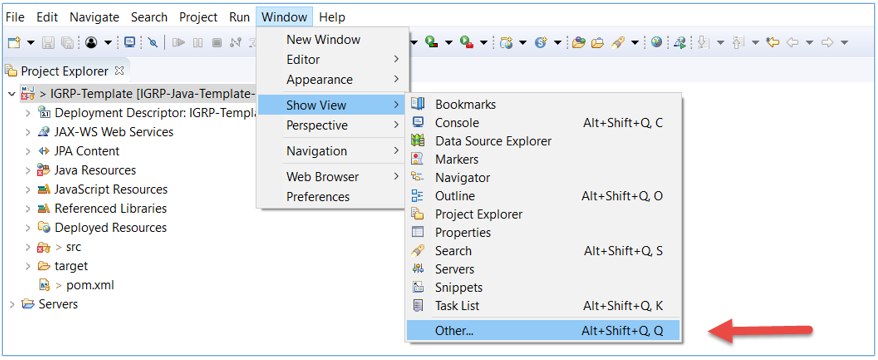 File Edit Navigate Search Project Run Window Help
Project Explorer
> IGRP-Template [IGRP-Java-Template-
Deployment Descriptor: IGRP-Templa
JAX-WS Web Services
JPA Content
Java Resources
JavaScript Resources
Referenced Libraries
Deployed Resources
> src
target
> pom.xml
Servers
New Window
Editor
Appearance
Show View
Perspective
Navigation
Web Browser
Preferences
Bookmarks
Console Alt+Shift+Q, C
Data Source Explorer
Markers
Navigator
Outline Alt+Shift+Q, O
Project Explorer
Properties
Search Alt+Shift+Q, S
Servers
Snippets
Task List Alt+Shift+Q, K
Other... Alt+Shift+Q, Q